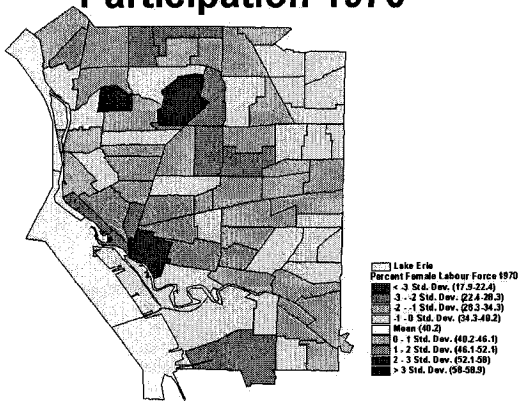 Participation 1970
Lake Erie
Percent Female Labour Force 1970
< -3 Std. Dev. (17.9-22.4)
-3 - -2 Std. Dev. (22.4-28.3)
-2 - -1 Std. Dev. (28.3-34.3)
-1 - 0 Std. Dev. (34.3-40.2)
Mean (40.2)
0 - 1 Std. Dev. (40.2-46.1)
1 - 2 Std. Dev. (46.1-52.1)
2 - 3 Std. Dev. (52.1-58)
> 3 Std. Dev. (58-58.9)